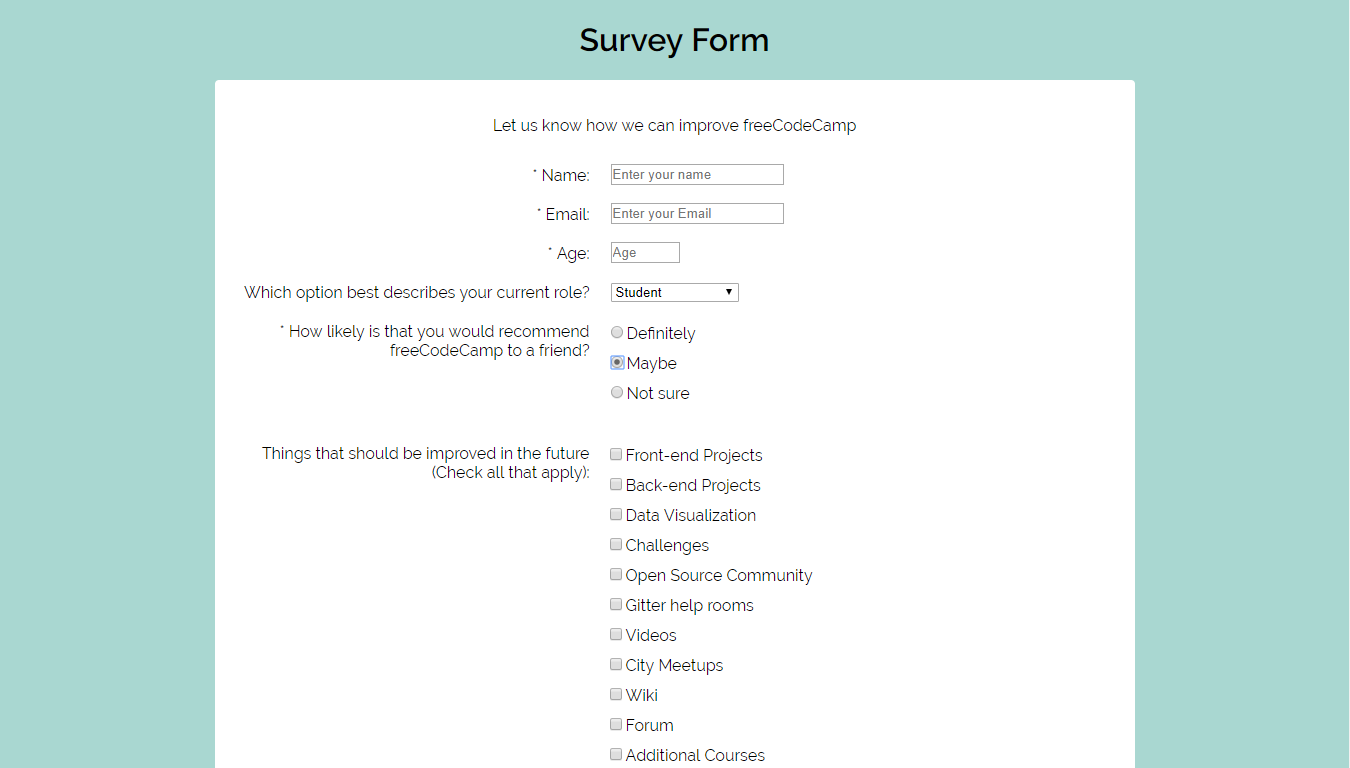 Survey Form
Let us know how we can improve freeCodeCamp
* Name: Enter your name
* Email: Enter your Email
* Age: Age
Which option best describes your current role? Student
* How likely is that you would recommend
freeCodeCamp to a friend?
Definitely
Maybe
Not sure
Things that should be improved in the future
(Check all that apply):
Front-end Projects
Back-end Projects
Data Visualization
Challenges
Open Source Community
Gitter help rooms
Videos
City Meetups
Wiki
Forum
Additional Courses